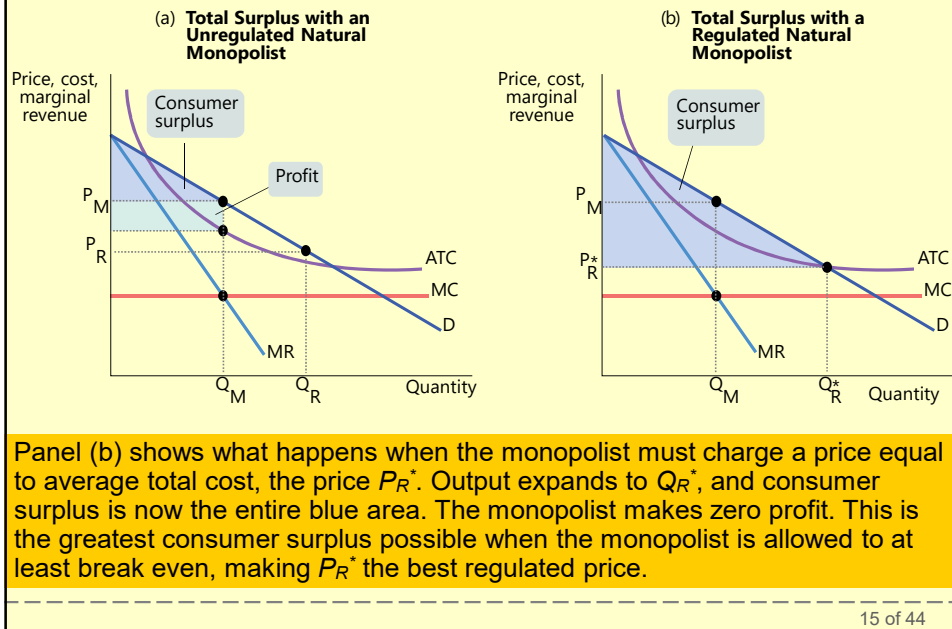 (a) Total Surplus with an
Unregulated Natural
Monopolist
Price, cost,
marginal
revenue
Consumer
surplus
Profit
P
M
P
R
ATC
MC
D
MR
Q
M
Q
R
Quantity
(b) Total Surplus with a
Regulated Natural
Monopolist
Price, cost,
marginal
revenue
Consumer
surplus
P
M
P*
R
ATC
MC
D
MR
Q
M
Q*
R
Quantity
Panel (b) shows what happens when the monopolist must charge a price equal
to average total cost, the price PR*. Output expands to QR*, and consumer
surplus is now the entire blue area. The monopolist makes zero profit. This is
the greatest consumer surplus possible when the monopolist is allowed to at
least break even, making PR* the best regulated price.
15 of 44